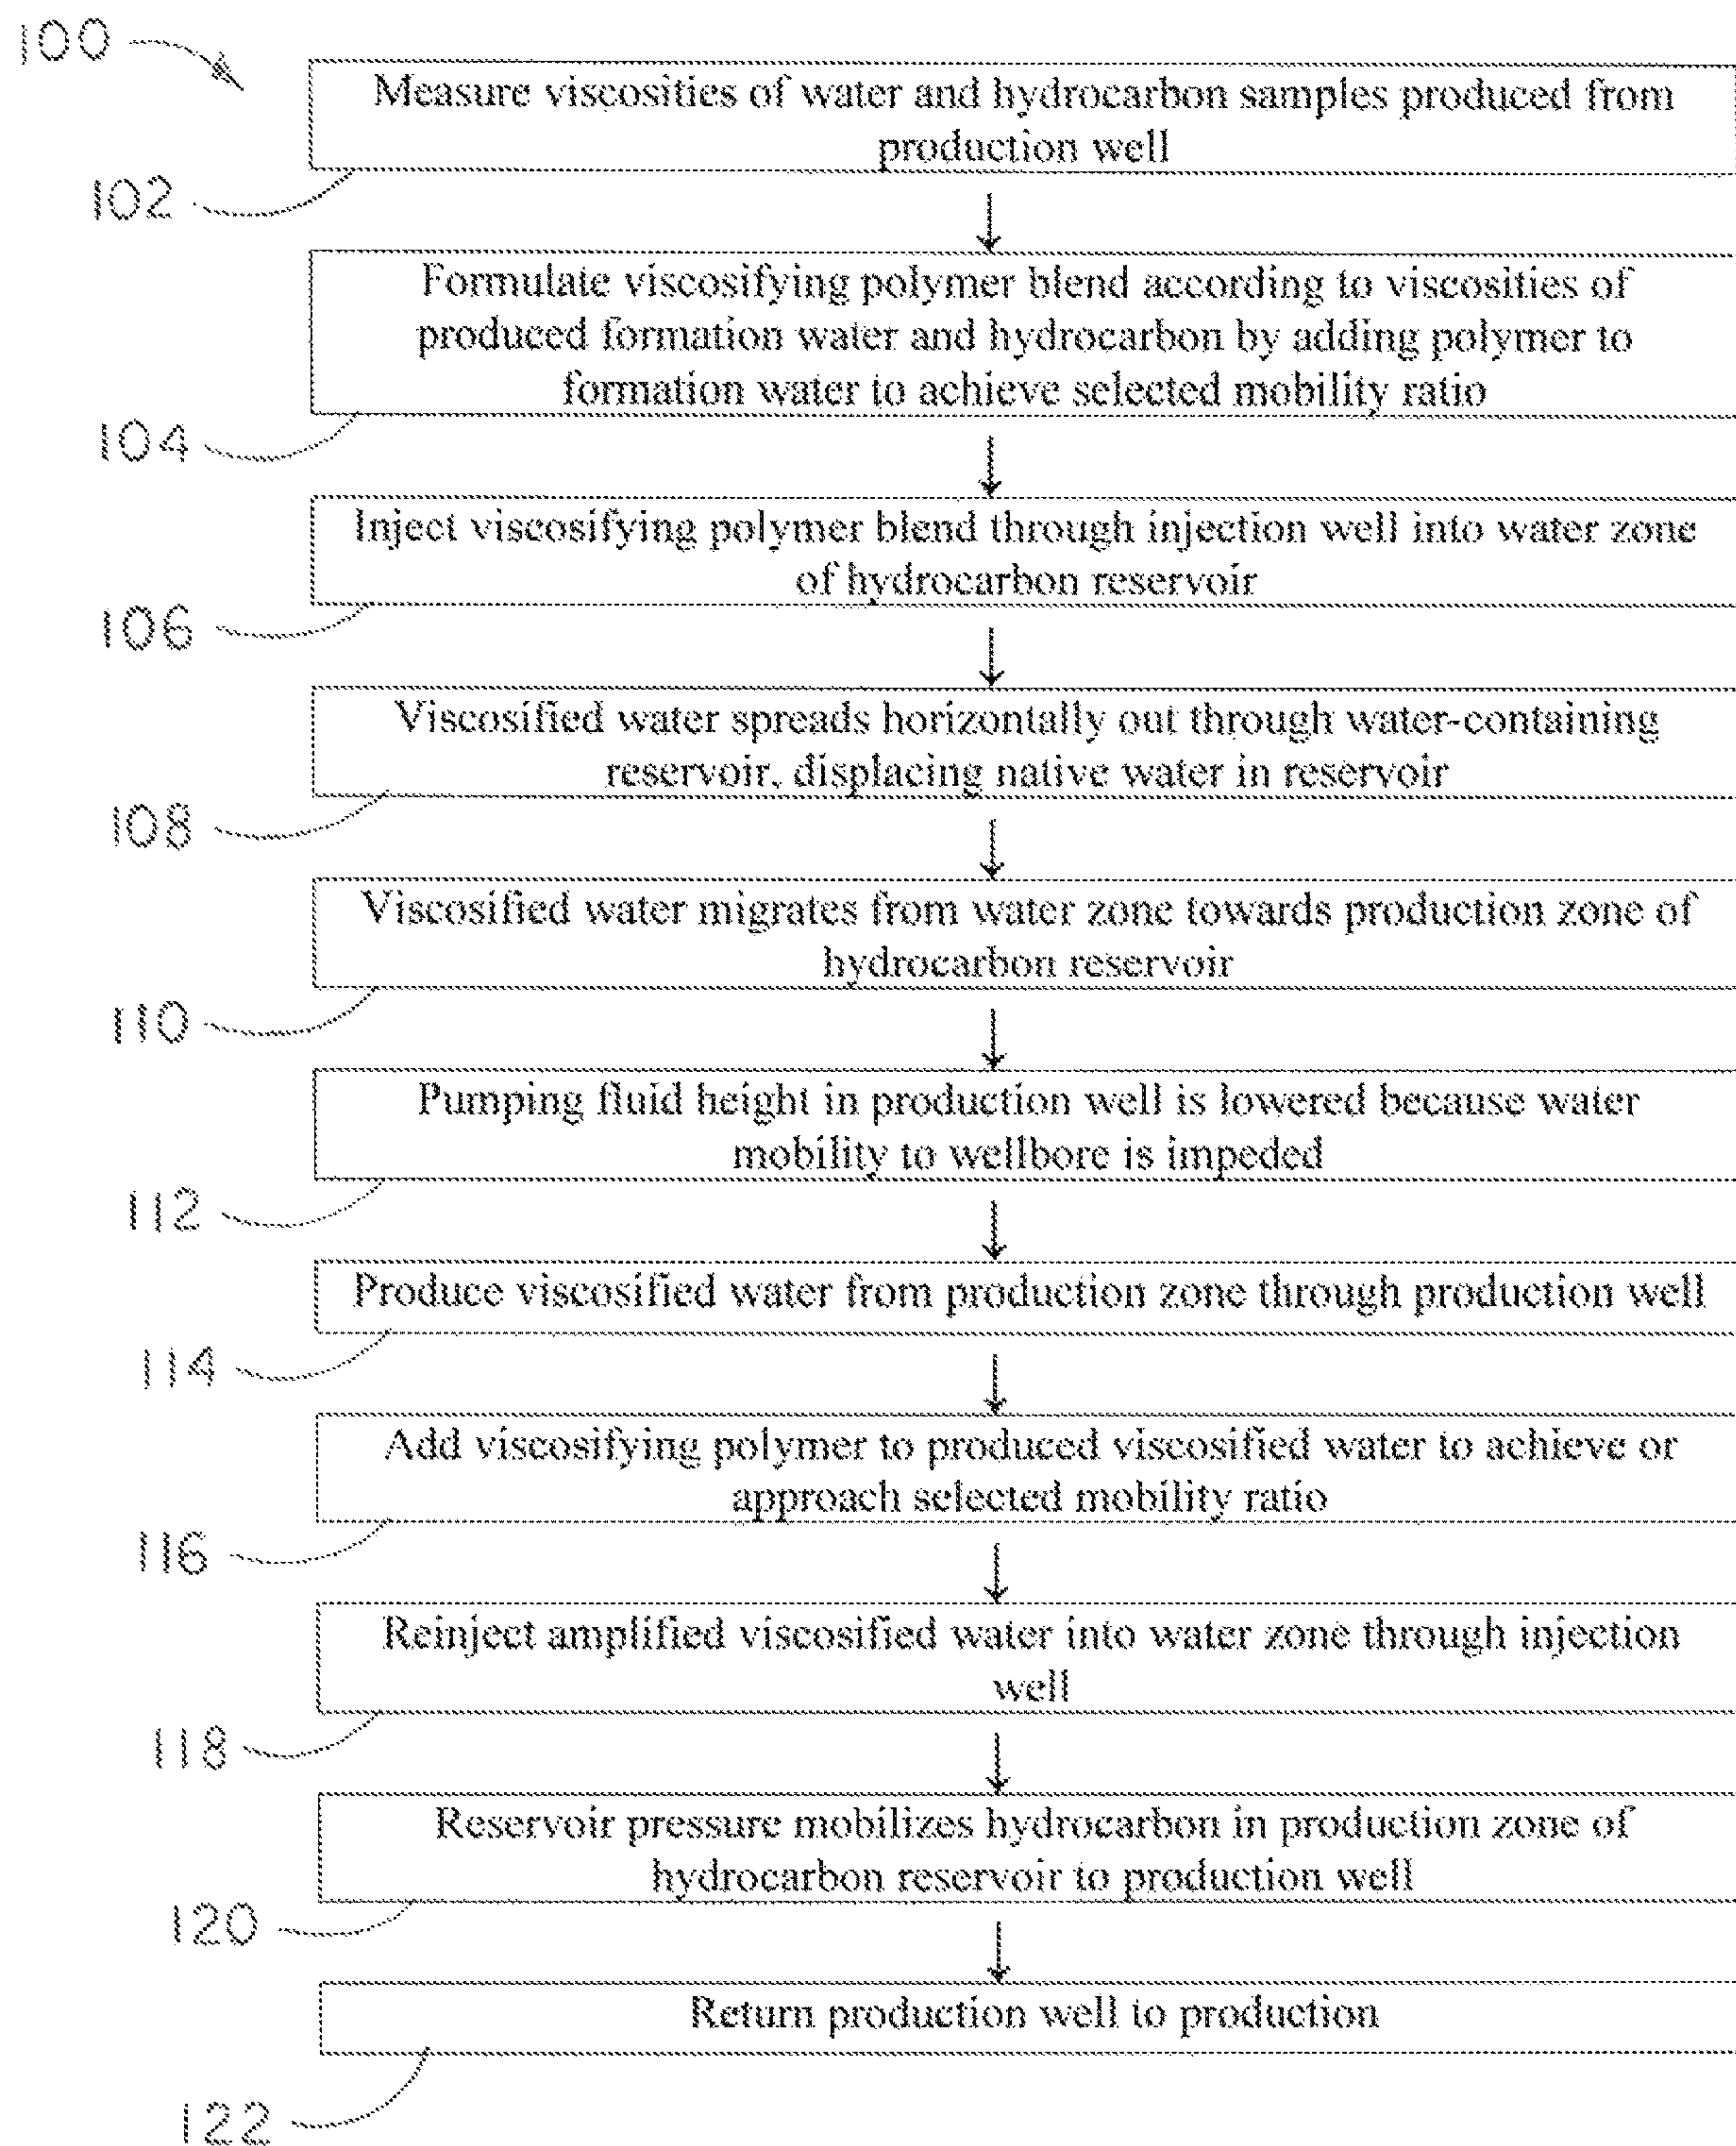 100
Measure viscosities of water and hydrocarbon samples produced from
production well
102
Formulate viscosifying polymer blend according to viscosities of
produced formation water and hydrocarbon by adding polymer to
formation water to achieve selected mobility ratio
104
Inject viscosifying polymer blend through injection well into water zone
of hydrocarbon reservoir
106
Viscosified water spreads horizontally out through water-containing
reservoir, displacing native water in reservoir
108
Viscosified water migrates from water zone towards production zone of
hydrocarbon reservoir
110
Pumping fluid height in production well is lowered because water
mobility to wellbore is impeded
112
Produce viscosified water from production zone through production well
114
Add viscosifying polymer to produced viscosified water to achieve or
approach selected mobility ratio
116
Reinject amplified viscosified water into water zone through injection
well
118
Reservoir pressure mobilizes hydrocarbon in production zone of
hydrocarbon reservoir to production well
120
Return production well to production
122